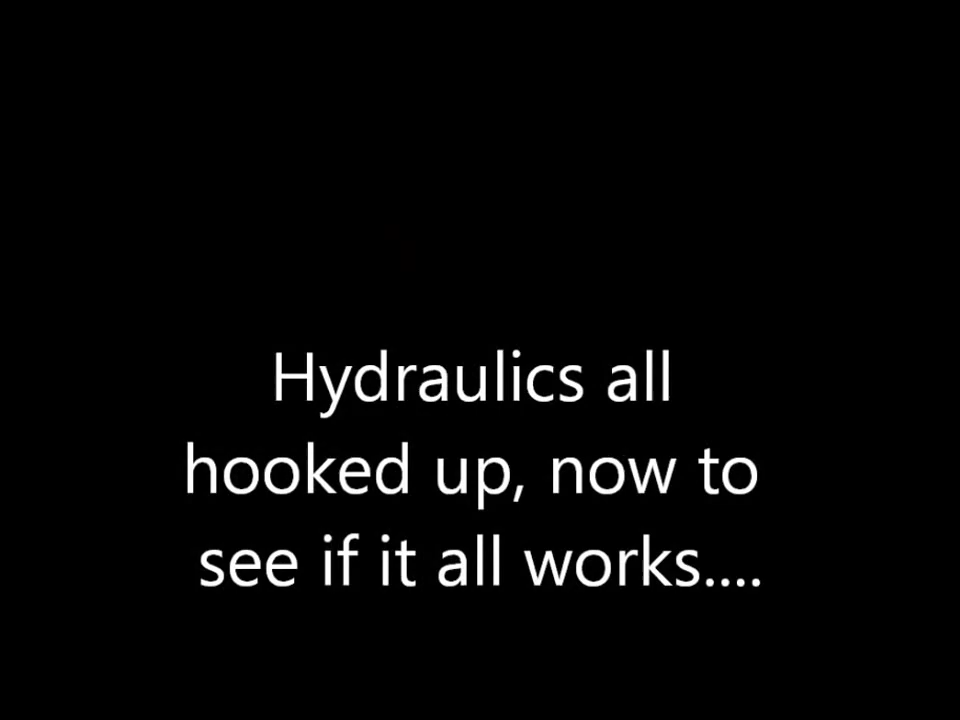 Hydraulics all
hooked up, now to
see if it all works....